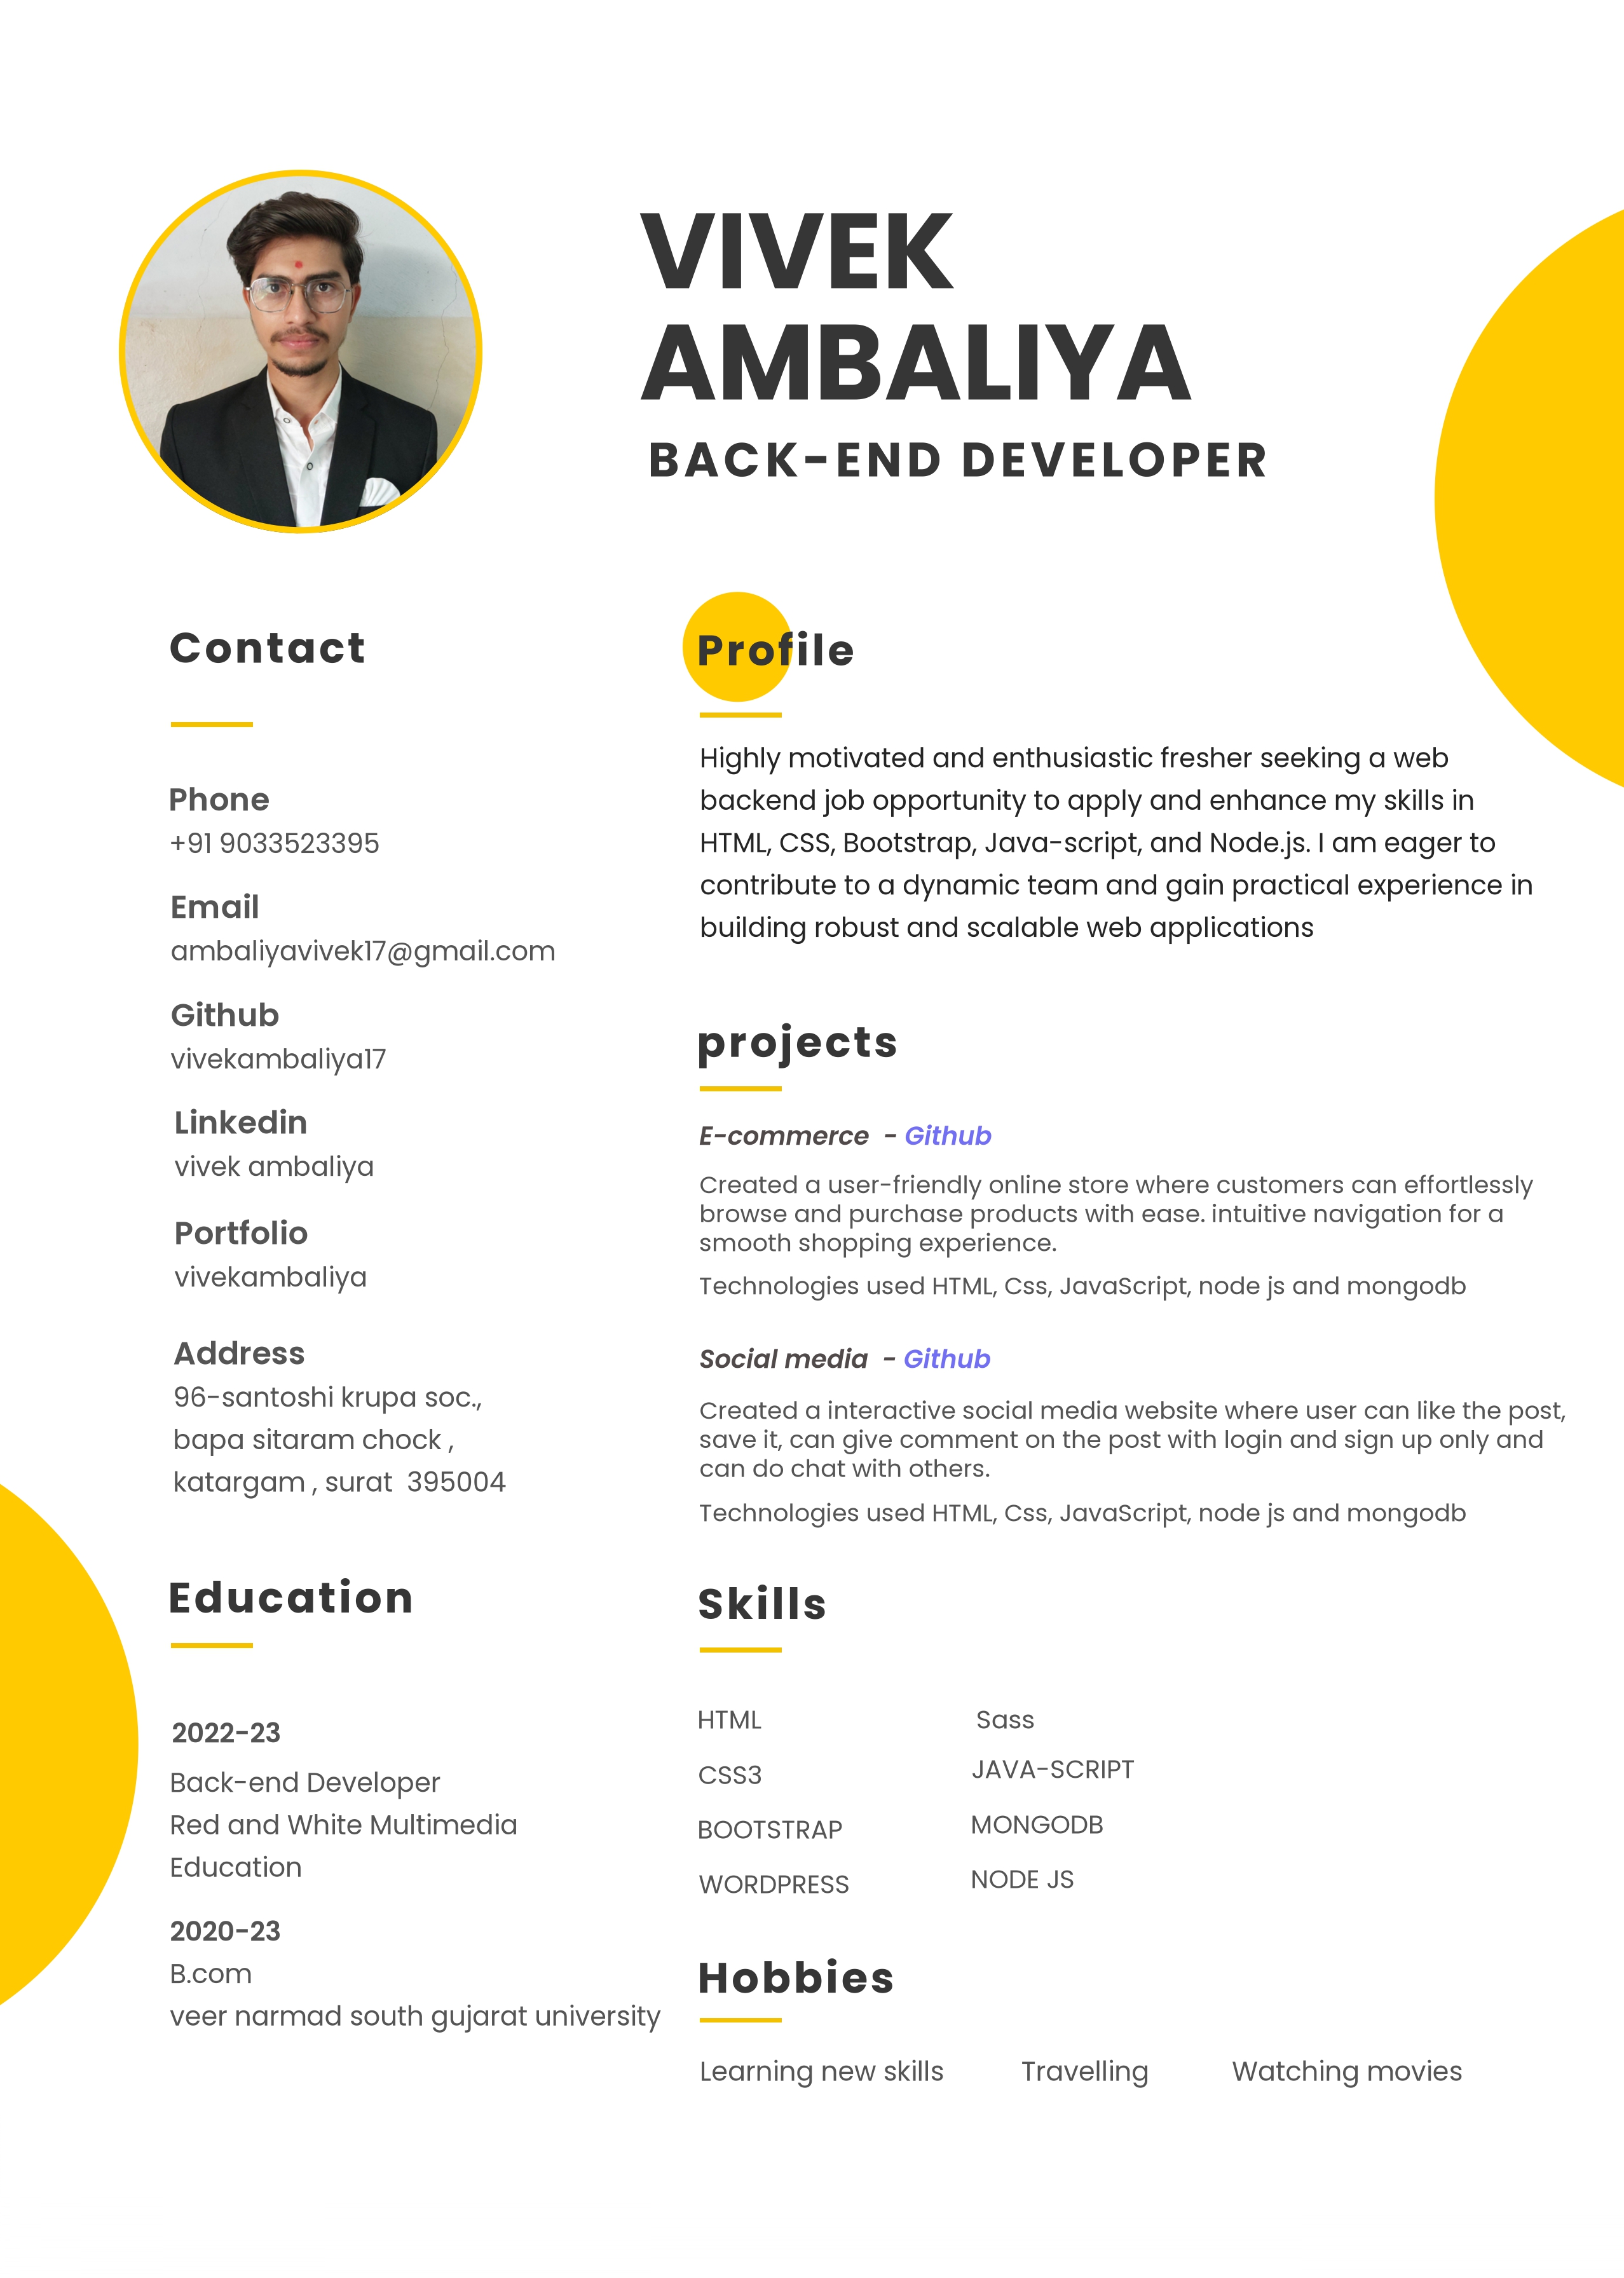 VIVEK
AMBALIYA
BACK-END DEVELOPER
Contact
Phone
+91 9033523395
Email
ambaliyavivek17@gmail.com
Github
vivekambaliya17
Linkedin
vivek ambaliya
Portfolio
vivekambaliya
Address
96-santoshi krupa soc.,
bapa sitaram chock ,
katargam , surat  395004
Education
2022-23
Back-end Developer
Red and White Multimedia
Education
2020-23
B.com
veer narmad south gujarat university
Profile
Highly motivated and enthusiastic fresher seeking a web
backend job opportunity to apply and enhance my skills in
HTML, CSS, Bootstrap, Java-script, and Node.js. I am eager to
contribute to a dynamic team and gain practical experience in
building robust and scalable web applications
projects
E-commerce  - Github
Created a user-friendly online store where customers can effortlessly
browse and purchase products with ease. intuitive navigation for a
smooth shopping experience.
Technologies used HTML, Css, JavaScript, node js and mongodb
Social media  - Github
Created a interactive social media website where user can like the post,
save it, can give comment on the post with login and sign up only and
can do chat with others.
Technologies used HTML, Css, JavaScript, node js and mongodb
Skills
HTML
CSS3
BOOTSTRAP
WORDPRESS
Sass
JAVA-SCRIPT
MONGODB
NODE JS
Hobbies
Learning new skills Travelling Watching movies